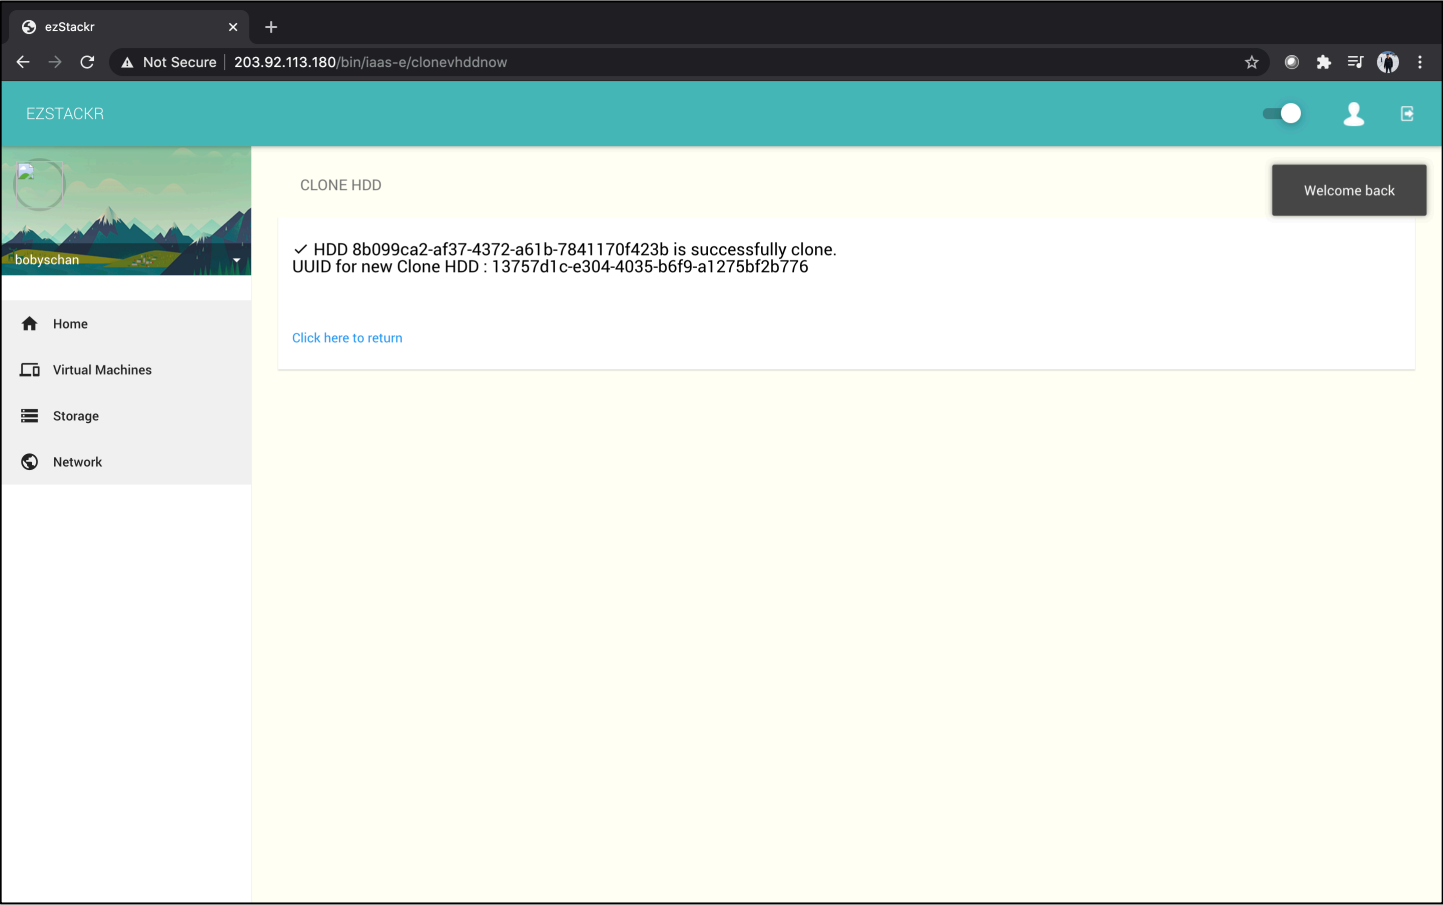 ezStackr
Not Secure 203.92.113.180/bin/iaas-e/clonevhddnow
EZSTACKR
CLONE HDD
Welcome back
HDD 8b099ca2-af37-4372-a61b-7841170f423b is successfully clone.
UUID for new Clone HDD : 13757d1c-e304-4035-b6f9-a1275bf2b776
Click here to return
bobyschan
Home
Virtual Machines
Storage
Network